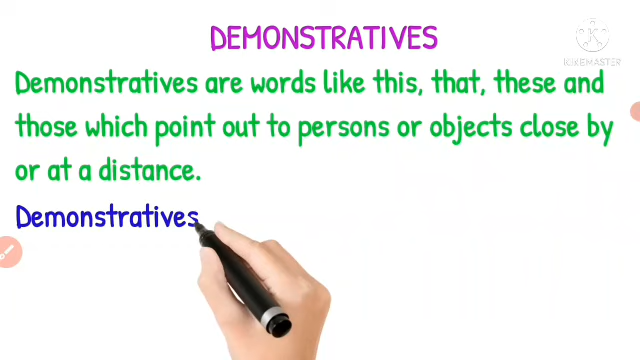 DEMONSTRATIVES
KINEMASTER
Demonstratives are words like this, that, these and
those which point out to persons or objects close by
or at a distance.
Demonstratives